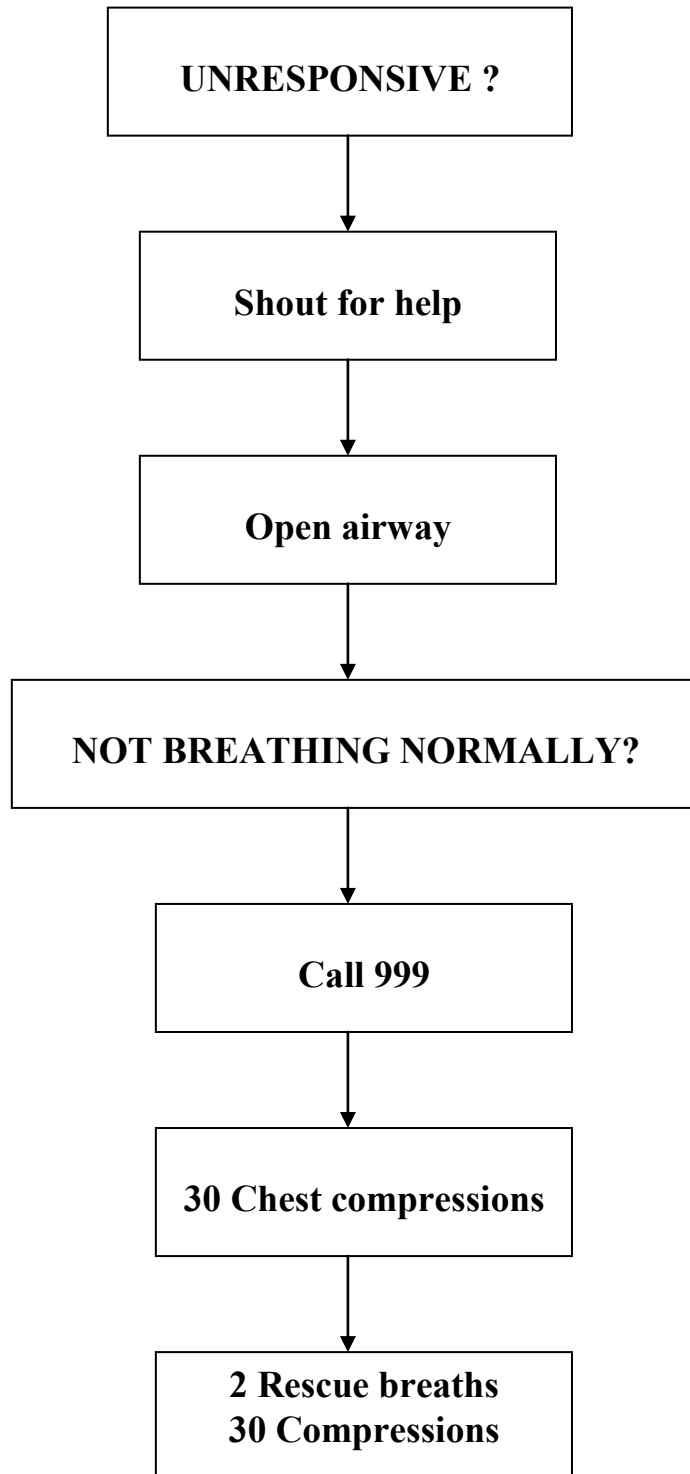 UNRESPONSIVE ?
Shout for help
Open airway
NOT BREATHING NORMALLY?
Call 999
30 Chest compressions
2 Rescue breaths
30 Compressions